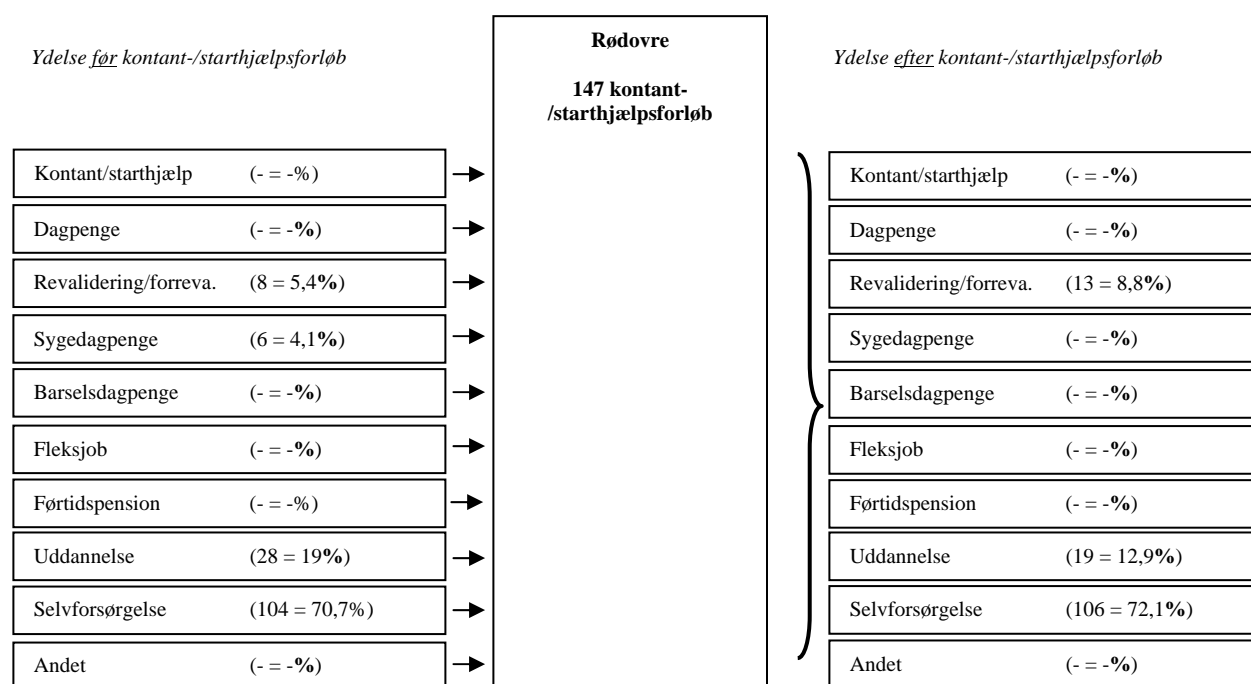 Ydelse før kontant-/starthjælpsforløb
Rødovre
147 kontant-
/starthjælpsforløb
Ydelse efter kontant-/starthjælpsforløb
Kontant/starthjælp (- = -%)
Dagpenge (- = -%)
Revalidering/forreva. (8 = 5,4%)
Sygedagpenge (6 = 4,1%)
Barselsdagpenge (- = -%)
Fleksjob (- = -%)
Førtidspension (- = -%)
Uddannelse (28 = 19%)
Selvforsørgelse (104 = 70,7%)
Andet (- = -%)
Kontant/starthjælp (- = -%)
Dagpenge (- = -%)
Revalidering/forreva. (13 = 8,8%)
Sygedagpenge (- = -%)
Barselsdagpenge (- = -%)
Fleksjob (- = -%)
Førtidspension (- = -%)
Uddannelse (19 = 12,9%)
Selvforsørgelse (106 = 72,1%)
Andet (- = -%)